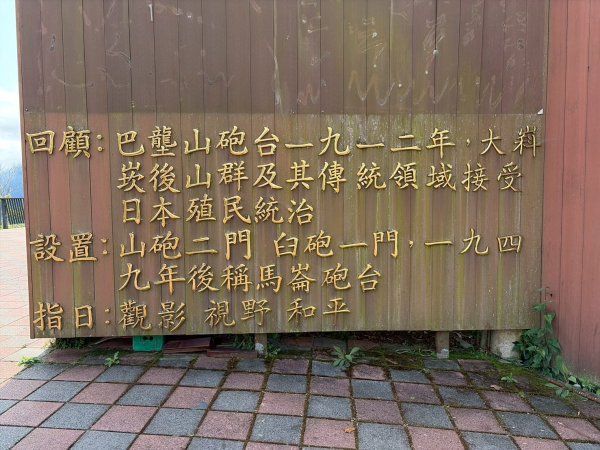 回顧：巴壟山砲台一九一二年，大嵙
崁後山群及其傳統領域接受
日本殖民統治
設置：山砲二門 臼砲一門，一九四
九年後稱馬崙砲台
指日：觀影 視野 和平